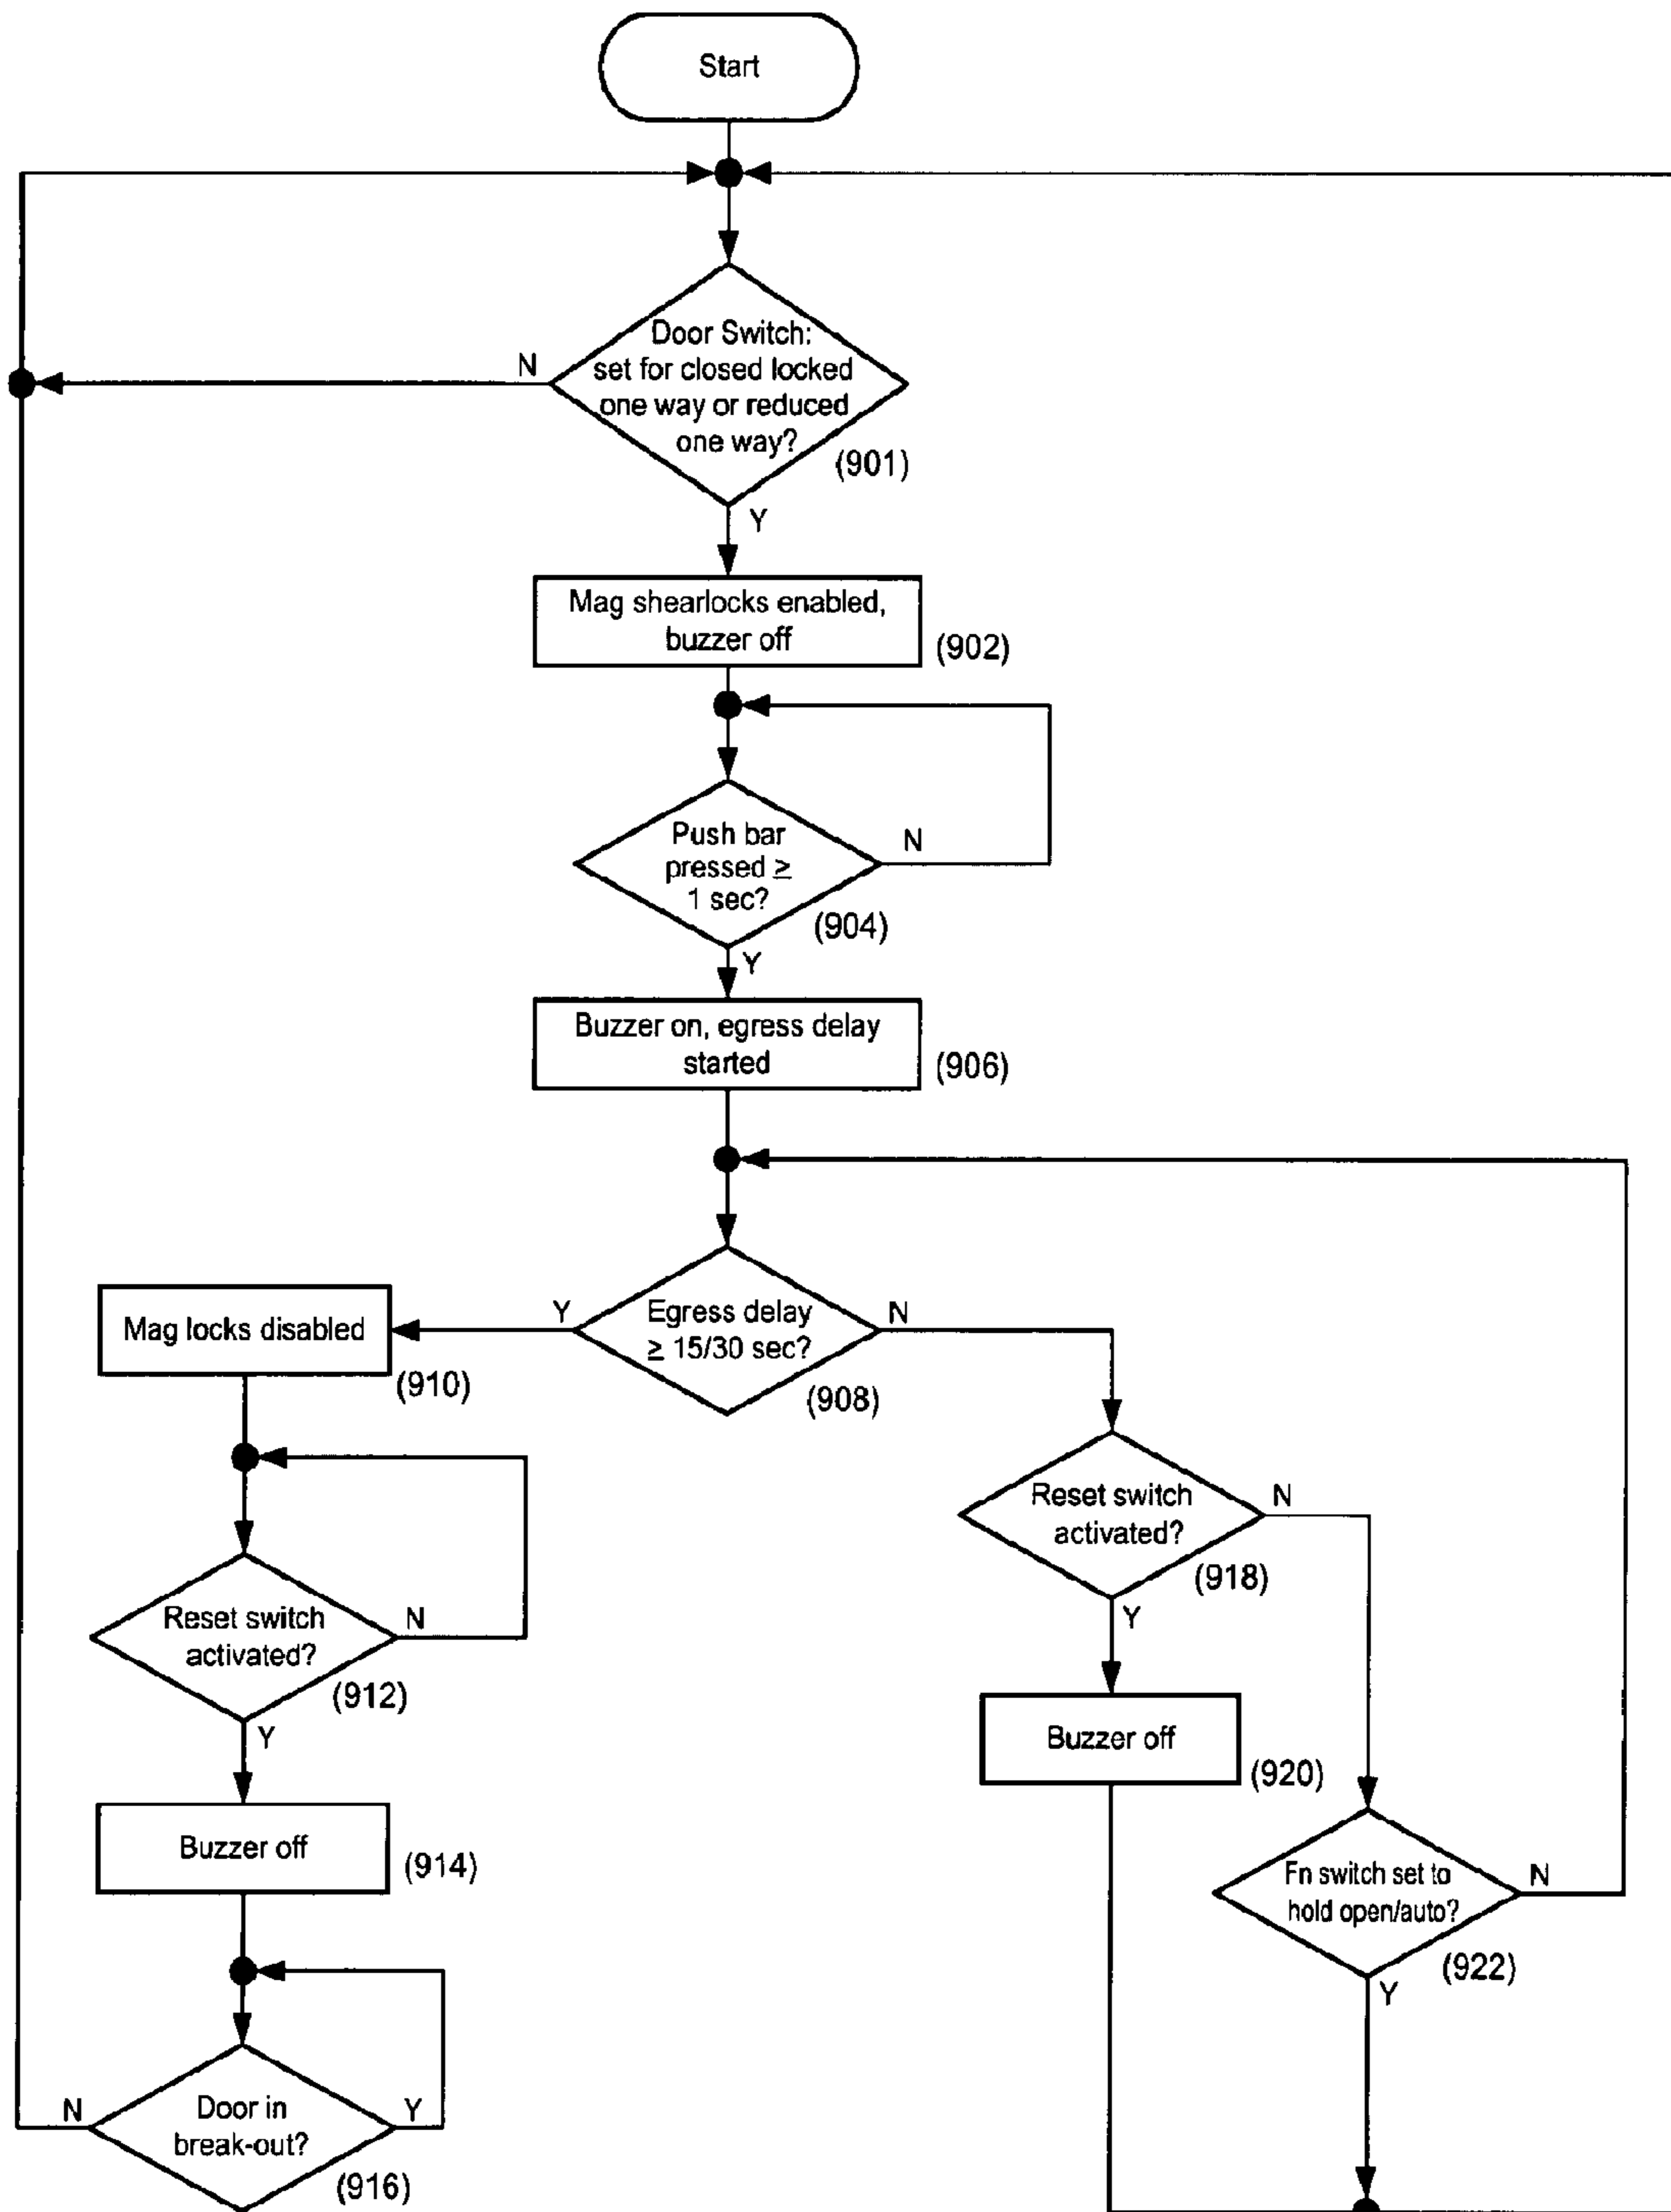 Start
Door Switch:
set for closed locked
one way or reduced
one way?
(901)
N
Y
Mag shearlocks enabled,
buzzer off
(902)
Push bar
pressed ≥
1 sec?
(904)
N
Y
Buzzer on, egress delay
started
(906)
Egress delay
≥ 15/30 sec?
(908)
Y
N
Mag locks disabled
(910)
Reset switch
activated?
(912)
N
Y
Buzzer off
(914)
Door in
break-out?
(916)
N
Y
Reset switch
activated?
(918)
N
Y
Buzzer off
(920)
Fn switch set to
hold open/auto?
(922)
N
Y